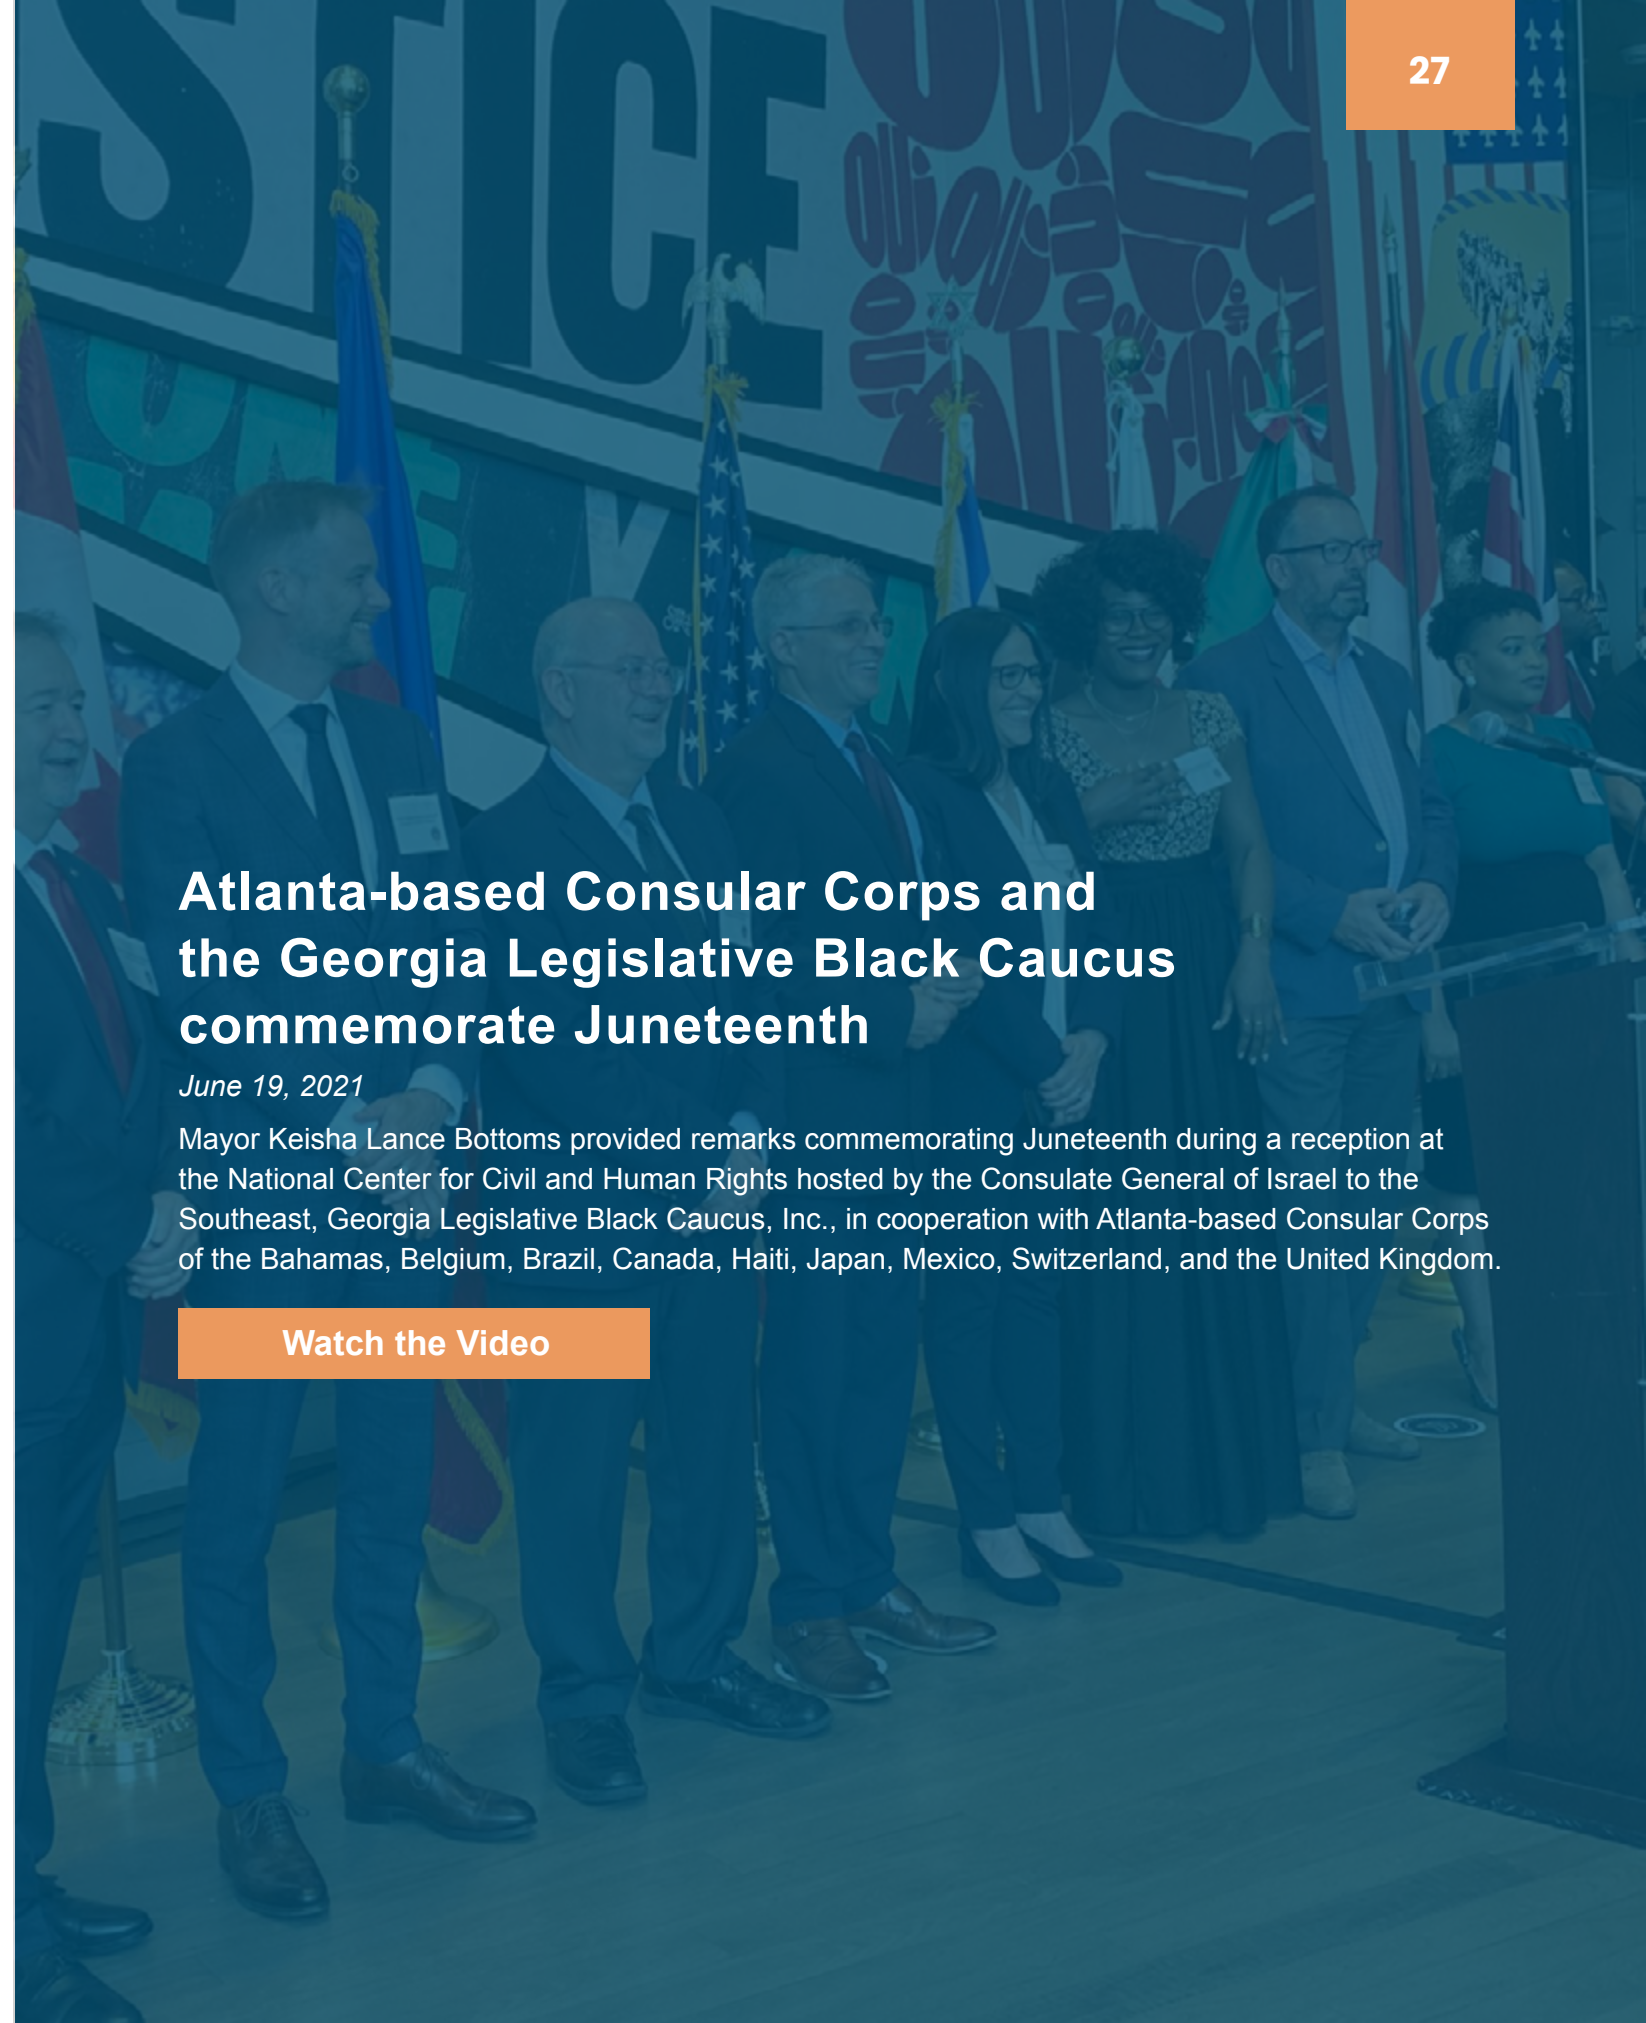 STICE
27
Atlanta-based Consular Corps and
the Georgia Legislative Black Caucus
commemorate Juneteenth
June 19, 2021
Mayor Keisha Lance Bottoms provided remarks commemorating Juneteenth during a reception at
the National Center for Civil and Human Rights hosted by the Consulate General of Israel to the
Southeast, Georgia Legislative Black Caucus, Inc., in cooperation with Atlanta-based Consular Corps
of the Bahamas, Belgium, Brazil, Canada, Haiti, Japan, Mexico, Switzerland, and the United Kingdom.
Watch the Video